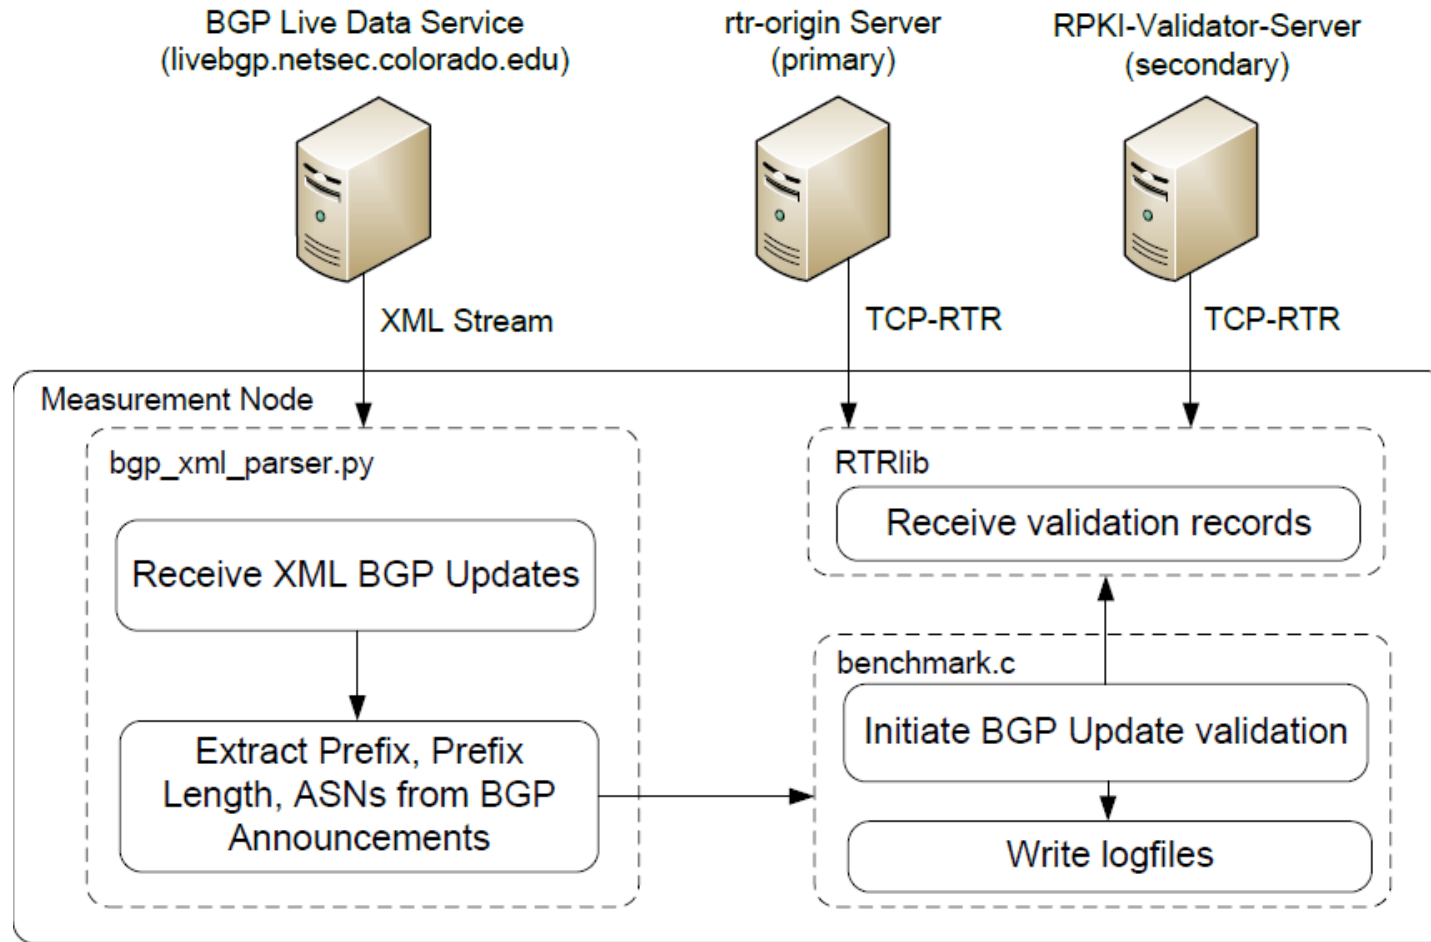 BGP Live Data Service
(livebgp.netsec.colorado.edu)
rtr-origin Server
(primary)
RPKI-Validator-Server
(secondary)
XML Stream
TCP-RTR
TCP-RTR
Measurement Node
bgp_xml_parser.py
Receive XML BGP Updates
Extract Prefix, Prefix
Length, ASNs from BGP
Announcements
RTRlib
Receive validation records
benchmark.c
Initiate BGP Update validation
Write logfiles